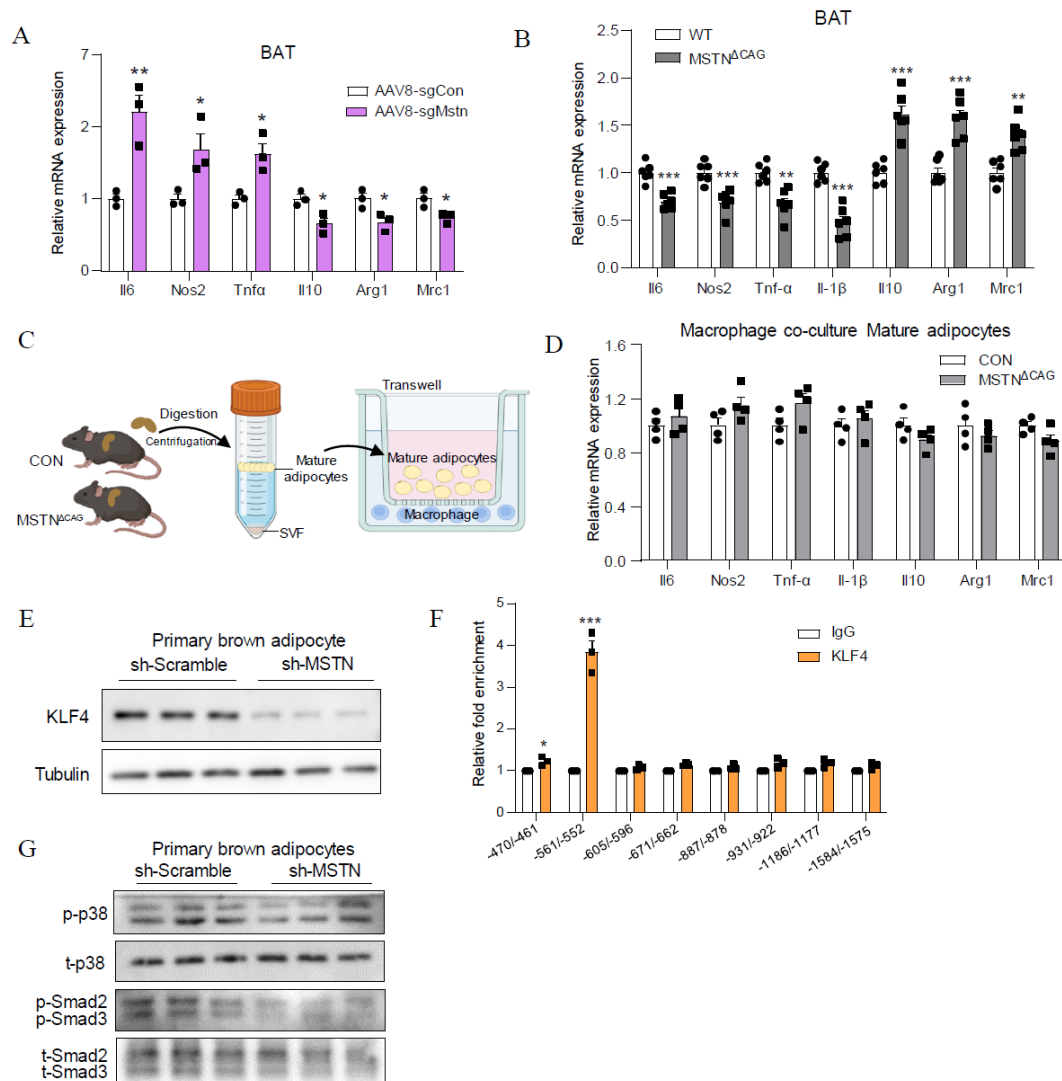 A
BAT
AAV8-sgCon
AAV8-sgMstn
Relative mRNA expression
7
2
1
0
** * * * * *
Il6 Nos2 Tnfα Il10 Arg1 Mrc1
B
BAT
WT
MSTNΔCAG
Relative mRNA expression
2.5
2.0
1.5
1.0
0.5
0.0
*** *** ** *** *** *** **
Il6 Nos2 Tnf-α Il-1β Il10 Arg1 Mrc1
C
CON
MSTNΔCAG
Digestion
Centrifugation
Mature
adipocytes
SVF
Transwell
Mature adipocytes
Macrophage
D
Macrophage co-culture Mature adipocytes
CON
MSTNΔCAG
Relative mRNA expression
1.6
1.2
0.8
0.4
0.0
Il6 Nos2 Tnf-α Il-1β Il10 Arg1 Mrc1
E
Primary brown adipocyte
sh-Scramble sh-MSTN
KLF4
Tubulin
F
IgG
KLF4
Relative fold enrichment
5
4
3
2
1
0
* ***
-470/-461 -561/-552 -605/-596 -671/-662 -887/-878 -931/-922 -1186/-1177 -1584/-1575
G
Primary brown adipocytes
sh-Scramble sh-MSTN
p-p38
t-p38
p-Smad2
p-Smad3
t-Smad2
t-Smad3